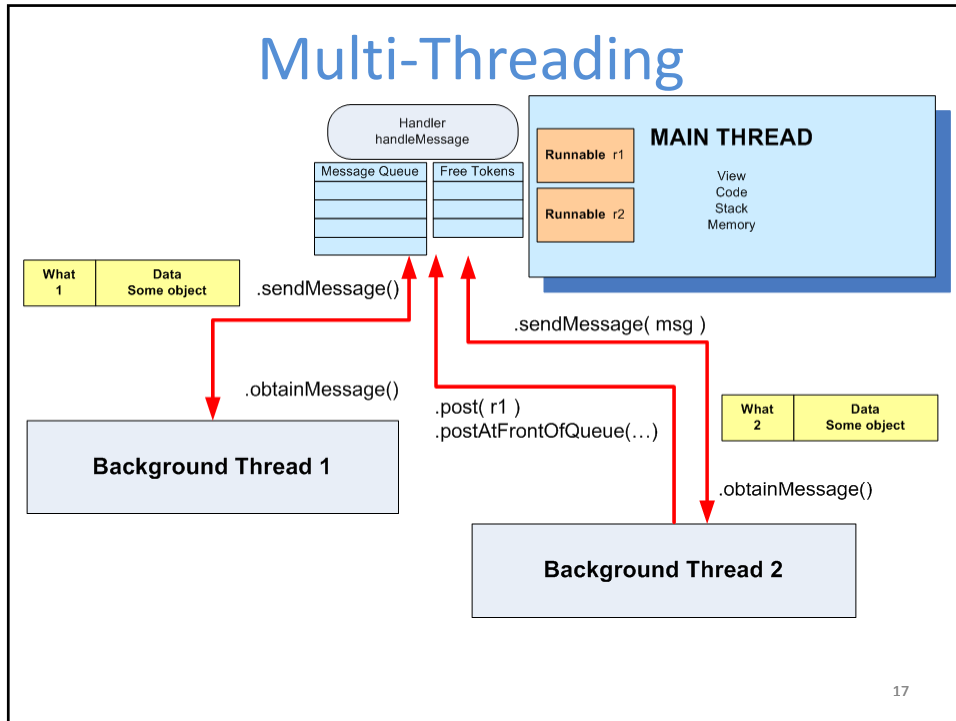 Multi-Threading
Handler
handleMessage
Message Queue
Free Tokens
Runnable r1
Runnable r2
MAIN THREAD
View
Code
Stack
Memory
What
1
Data
Some object
.sendMessage()
.obtainMessage()
Background Thread 1
.sendMessage( msg )
.post( r1 )
.postAtFrontOfQueue(…)
What
2
Data
Some object
.obtainMessage()
Background Thread 2
17